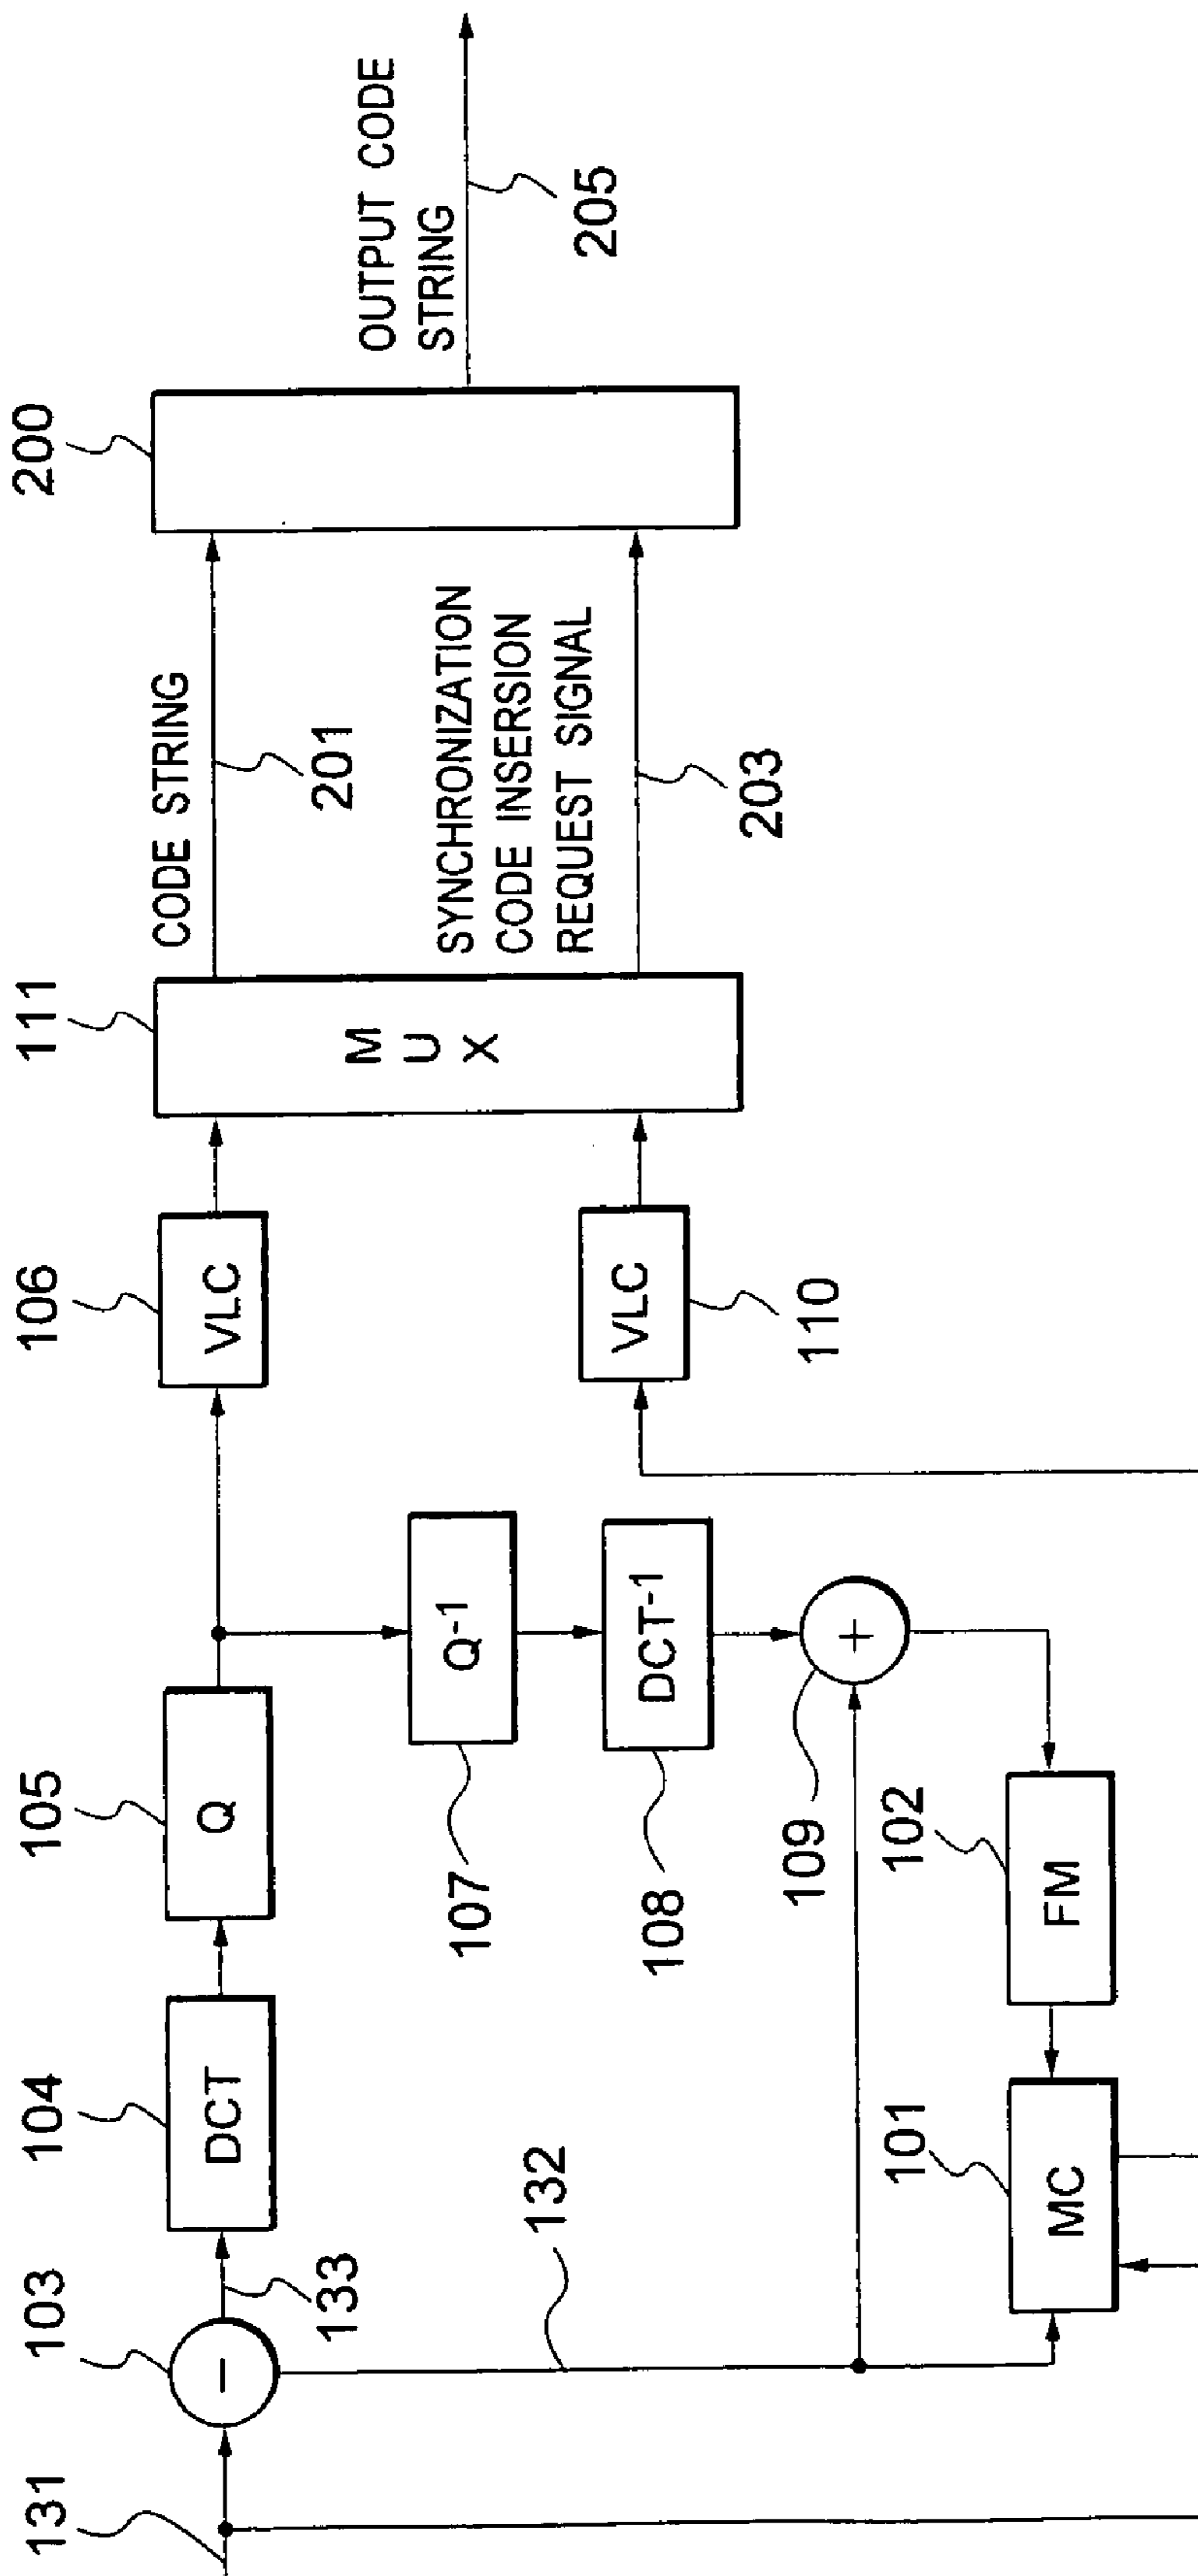 131
103
−
133
104
DCT
105
Q
106
VLC
111
M
U
X
CODE STRING
201
SYNCHRONIZATION
CODE INSERSION
REQUEST SIGNAL
203
200
OUTPUT CODE
STRING
205
Q-1
107
DCT-1
108
VLC
110
132
109
+
101
MC
102
FM